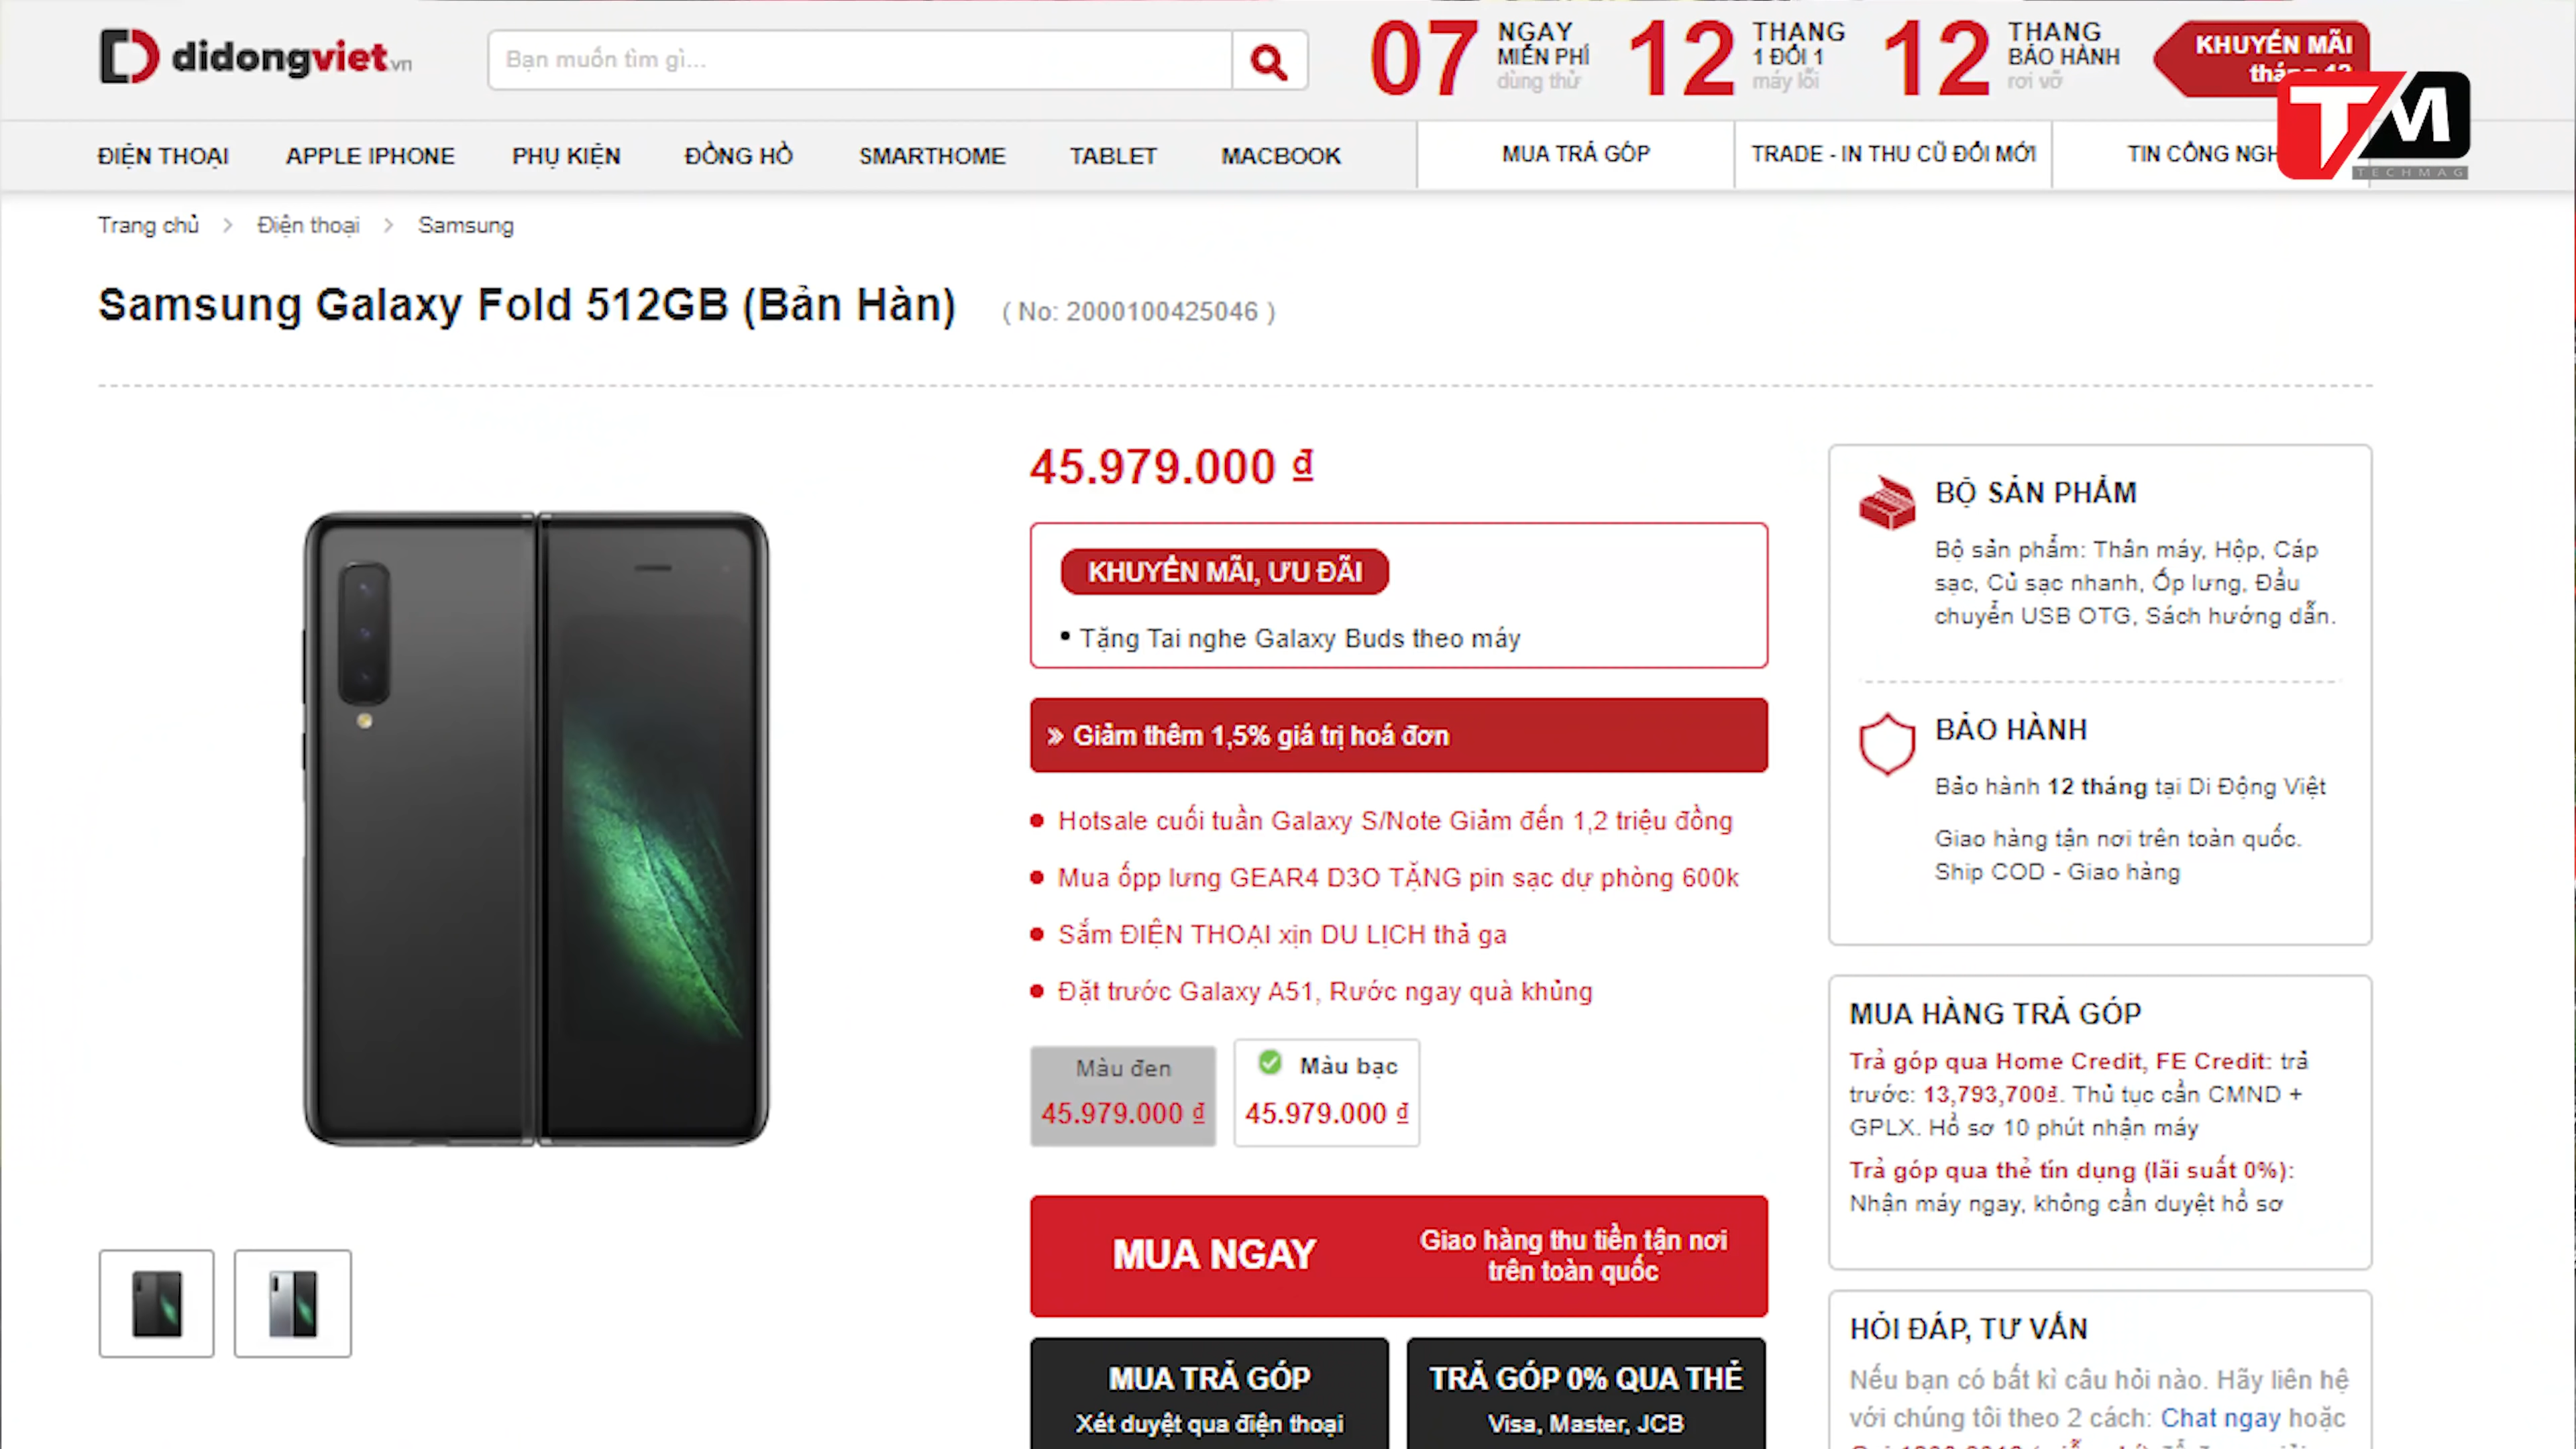 didongviet.vn
Bạn muốn tìm gì...
07 NGAY
MIỄN PHÍ
dùng thử
12 THANG
1 ĐỔI 1
máy lỗi
12 THANG
BẢO HÀNH
rơi vỡ
KHUYẾN MÃI
TM
TECHMAG
ĐIỆN THOẠI APPLE IPHONE PHỤ KIỆN ĐỒNG HỒ SMARTHOME TABLET MACBOOK MUA TRẢ GÓP TRADE - IN THU CŨ ĐỔI MỚI TIN CÔNG NGH
Trang chủ > Điện thoại > Samsung
Samsung Galaxy Fold 512GB (Bản Hàn) ( No: 2000100425046 )
45.979.000 ₫
KHUYẾN MÃI, ƯU ĐÃI
• Tặng Tai nghe Galaxy Buds theo máy
» Giảm thêm 1,5% giá trị hoá đơn
• Hotsale cuối tuần Galaxy S/Note Giảm đến 1,2 triệu đồng
• Mua ốpp lưng GEAR4 D3O TẶNG pin sạc dự phòng 600k
• Sắm ĐIỆN THOẠI xịn DU LỊCH thả ga
• Đặt trước Galaxy A51, Rước ngay quà khủng
Màu đen
45.979.000 ₫
Màu bạc
45.979.000 ₫
MUA NGAY
Giao hàng thu tiền tận nơi
trên toàn quốc
MUA TRẢ GÓP
Xét duyệt qua điện thoại
TRẢ GÓP 0% QUA THẺ
Visa, Master, JCB
BỘ SẢN PHẨM
Bộ sản phẩm: Thân máy, Hộp, Cáp
sạc, Củ sạc nhanh, Ốp lưng, Đầu
chuyển USB OTG, Sách hướng dẫn.
BẢO HÀNH
Bảo hành 12 tháng tại Di Động Việt
Giao hàng tận nơi trên toàn quốc.
Ship COD - Giao hàng
MUA HÀNG TRẢ GÓP
Trả góp qua Home Credit, FE Credit: trả
trước: 13,793,700₫. Thủ tục cần CMND +
GPLX. Hồ sơ 10 phút nhận máy
Trả góp qua thẻ tín dụng (lãi suất 0%):
Nhận máy ngay, không cần duyệt hồ sơ
HỎI ĐÁP, TƯ VẤN
Nếu bạn có bất kì câu hỏi nào. Hãy liên hệ
với chúng tôi theo 2 cách: Chat ngay hoặc